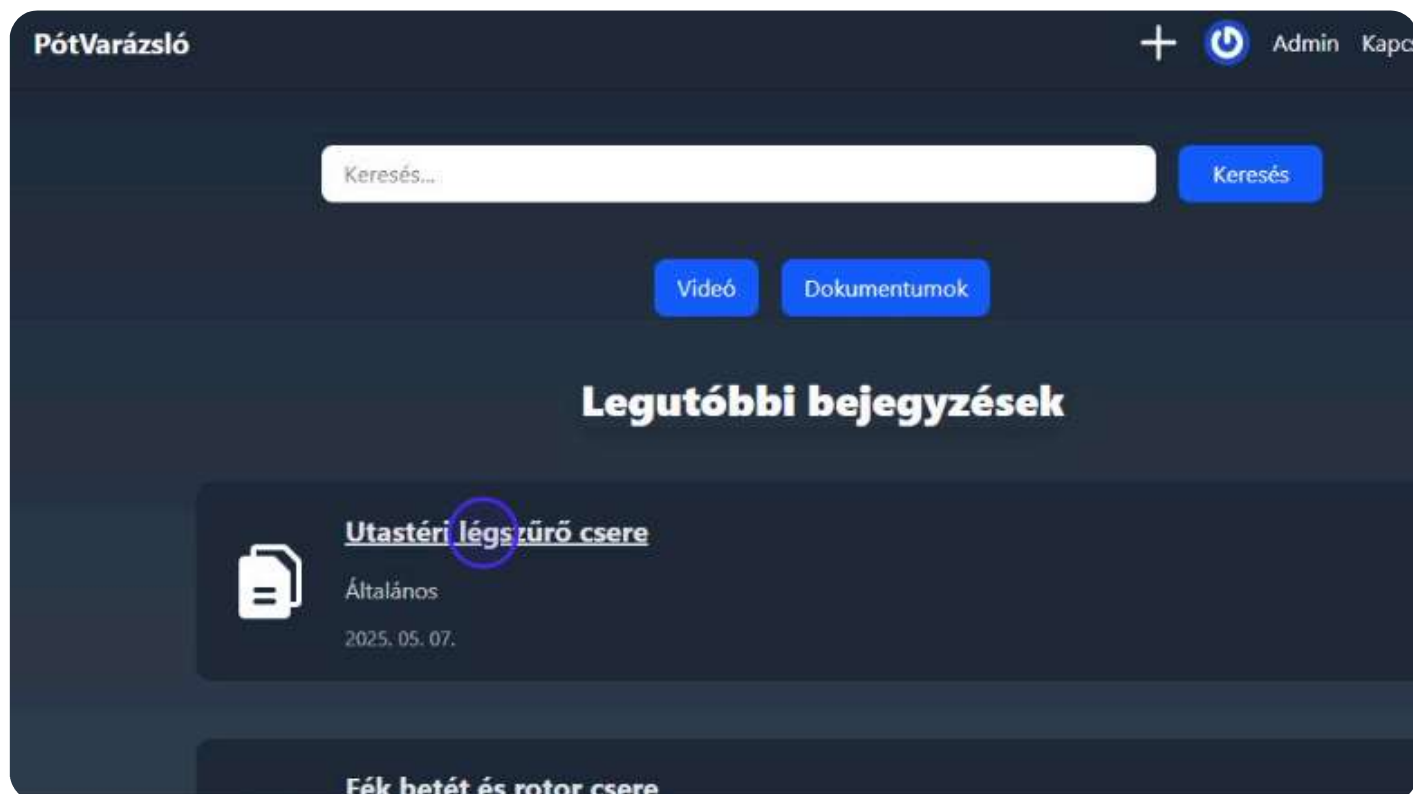 PótVarázsló
Admin Kapcs
Keresés...
Keresés
Videó Dokumentumok
Legutóbbi bejegyzések
Utastéri légszűrő csere
Általános
2025. 05. 07.
Fék betét és rotor csere